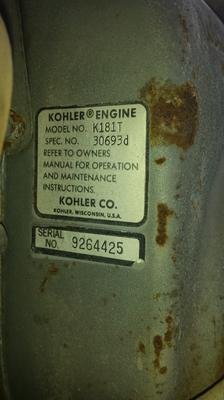 KOHLER® ENGINE
MODEL NO. K181T
SPEC. NO. 30693d
REFER TO OWNERS
MANUAL FOR OPERATION
AND MAINTENANCE
INSTRUCTIONS.
KOHLER CO.
KOHLER, WISCONSIN, U.S.A.
SERIAL
NO. 9264425